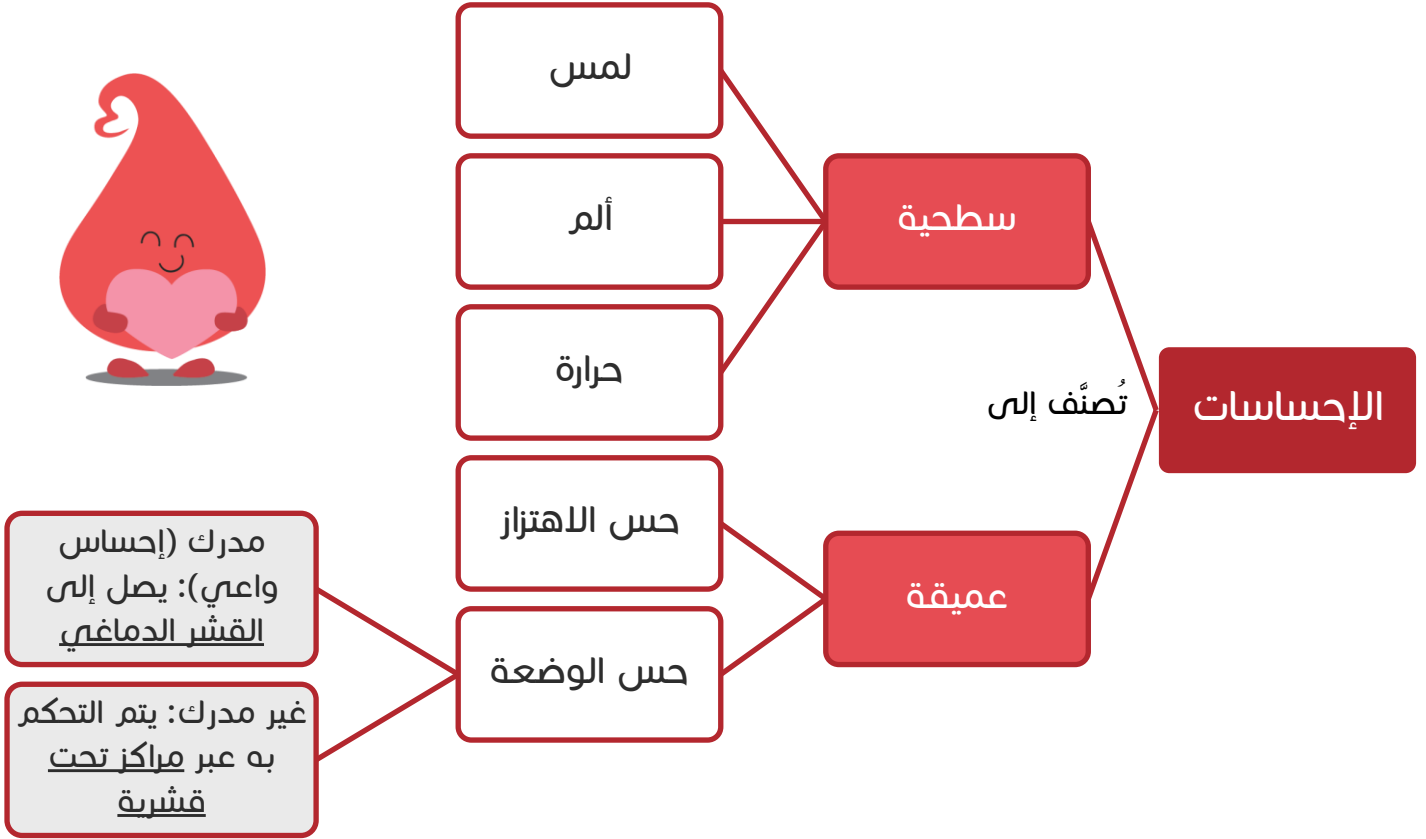 الإحساسات
تُصنَّف إلى
سطحية
لمس
ألم
حرارة
عميقة
حس الاهتزاز
حس الوضعة
مدرك (إحساس
واعي): يصل إلى
القشر الدماغي
غير مدرك: يتم التحكم
به عبر مراكز تحت
قشرية